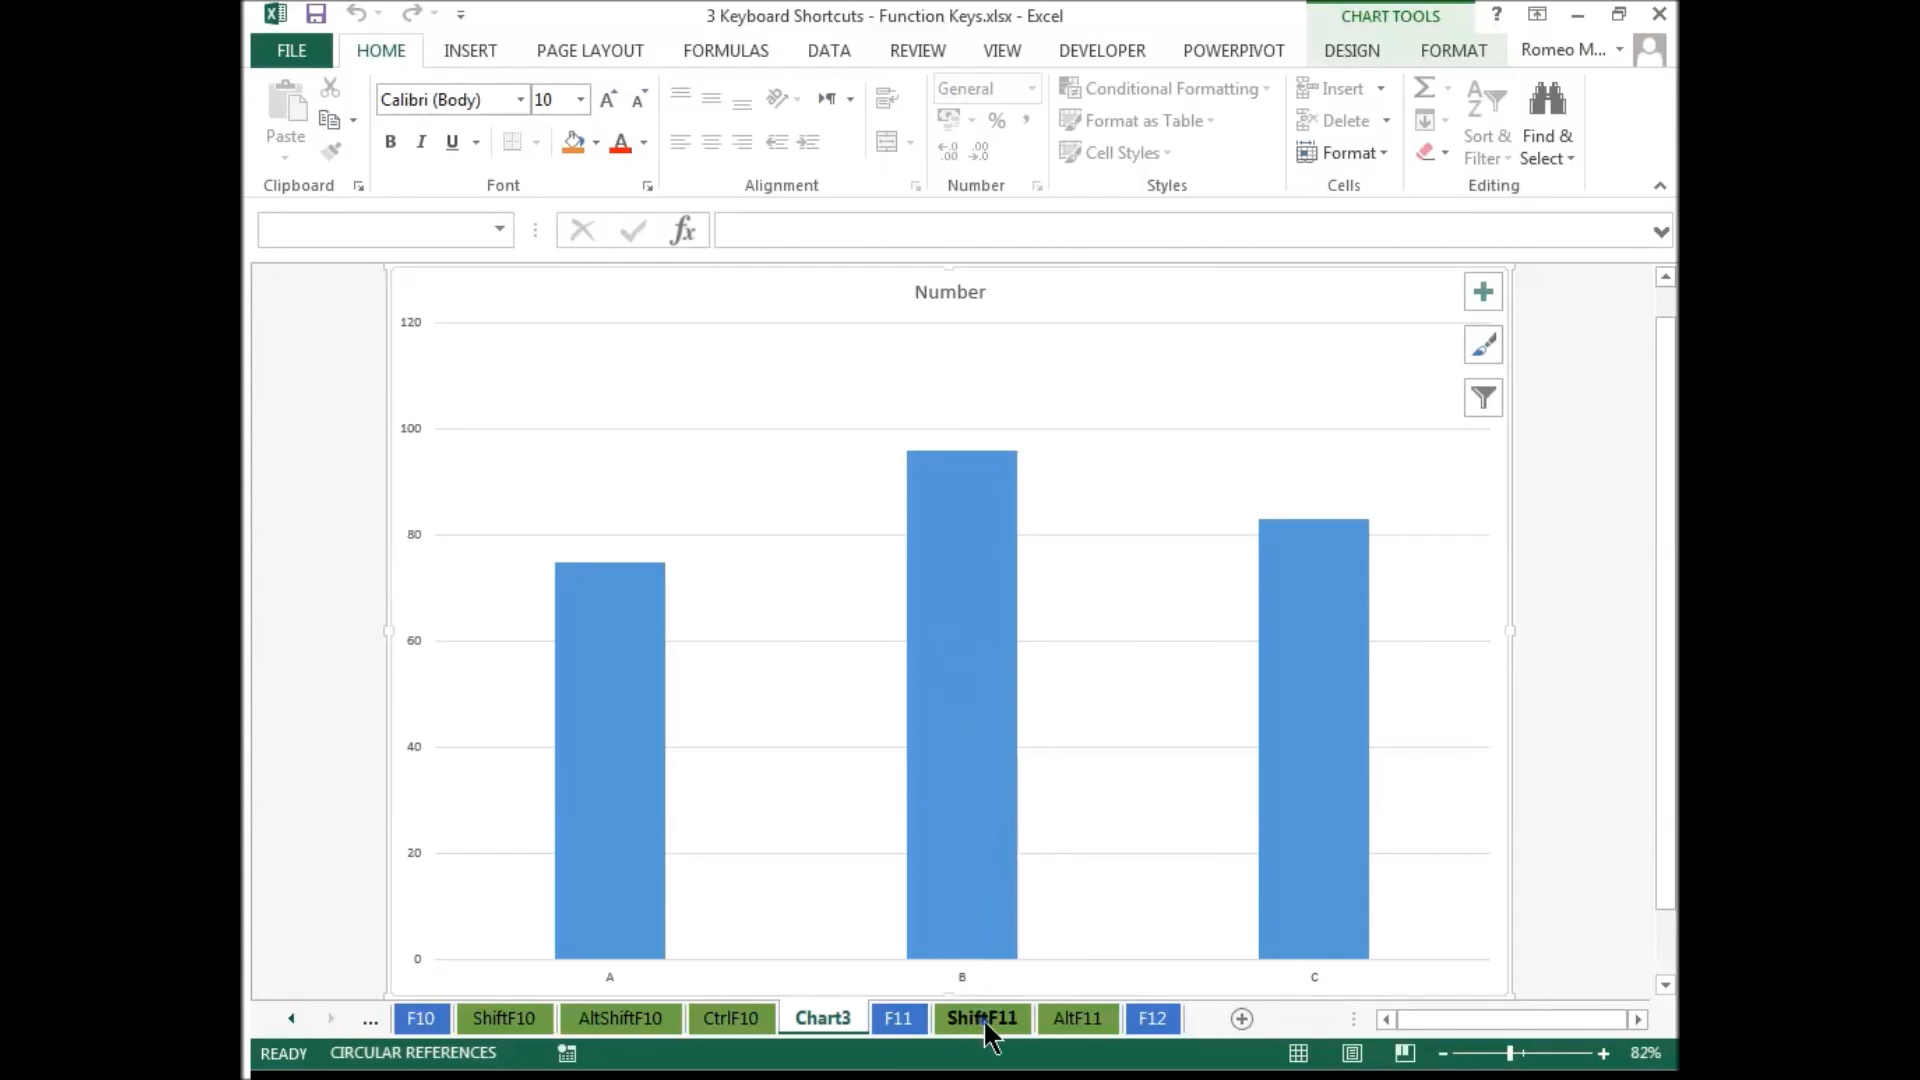 3 Keyboard Shortcuts - Function Keys.xlsx - Excel
CHART TOOLS
?
FILE
HOME
INSERT
PAGE LAYOUT
FORMULAS
DATA
REVIEW
VIEW
DEVELOPER
POWERPIVOT
DESIGN
FORMAT
Romeo M...
Paste
Clipboard
Calibri (Body)
10
B I U
Font
Alignment
General
Number
Conditional Formatting
Format as Table
Cell Styles
Styles
Insert
Delete
Format
Cells
Sort &
Filter
Find &
Select
Editing
fx
Number
120
100
80
60
40
20
0
A
B
C
...
F10
ShiftF10
AltShiftF10
CtrlF10
Chart3
F11
ShiftF11
AltF11
F12
READY
CIRCULAR REFERENCES
82%